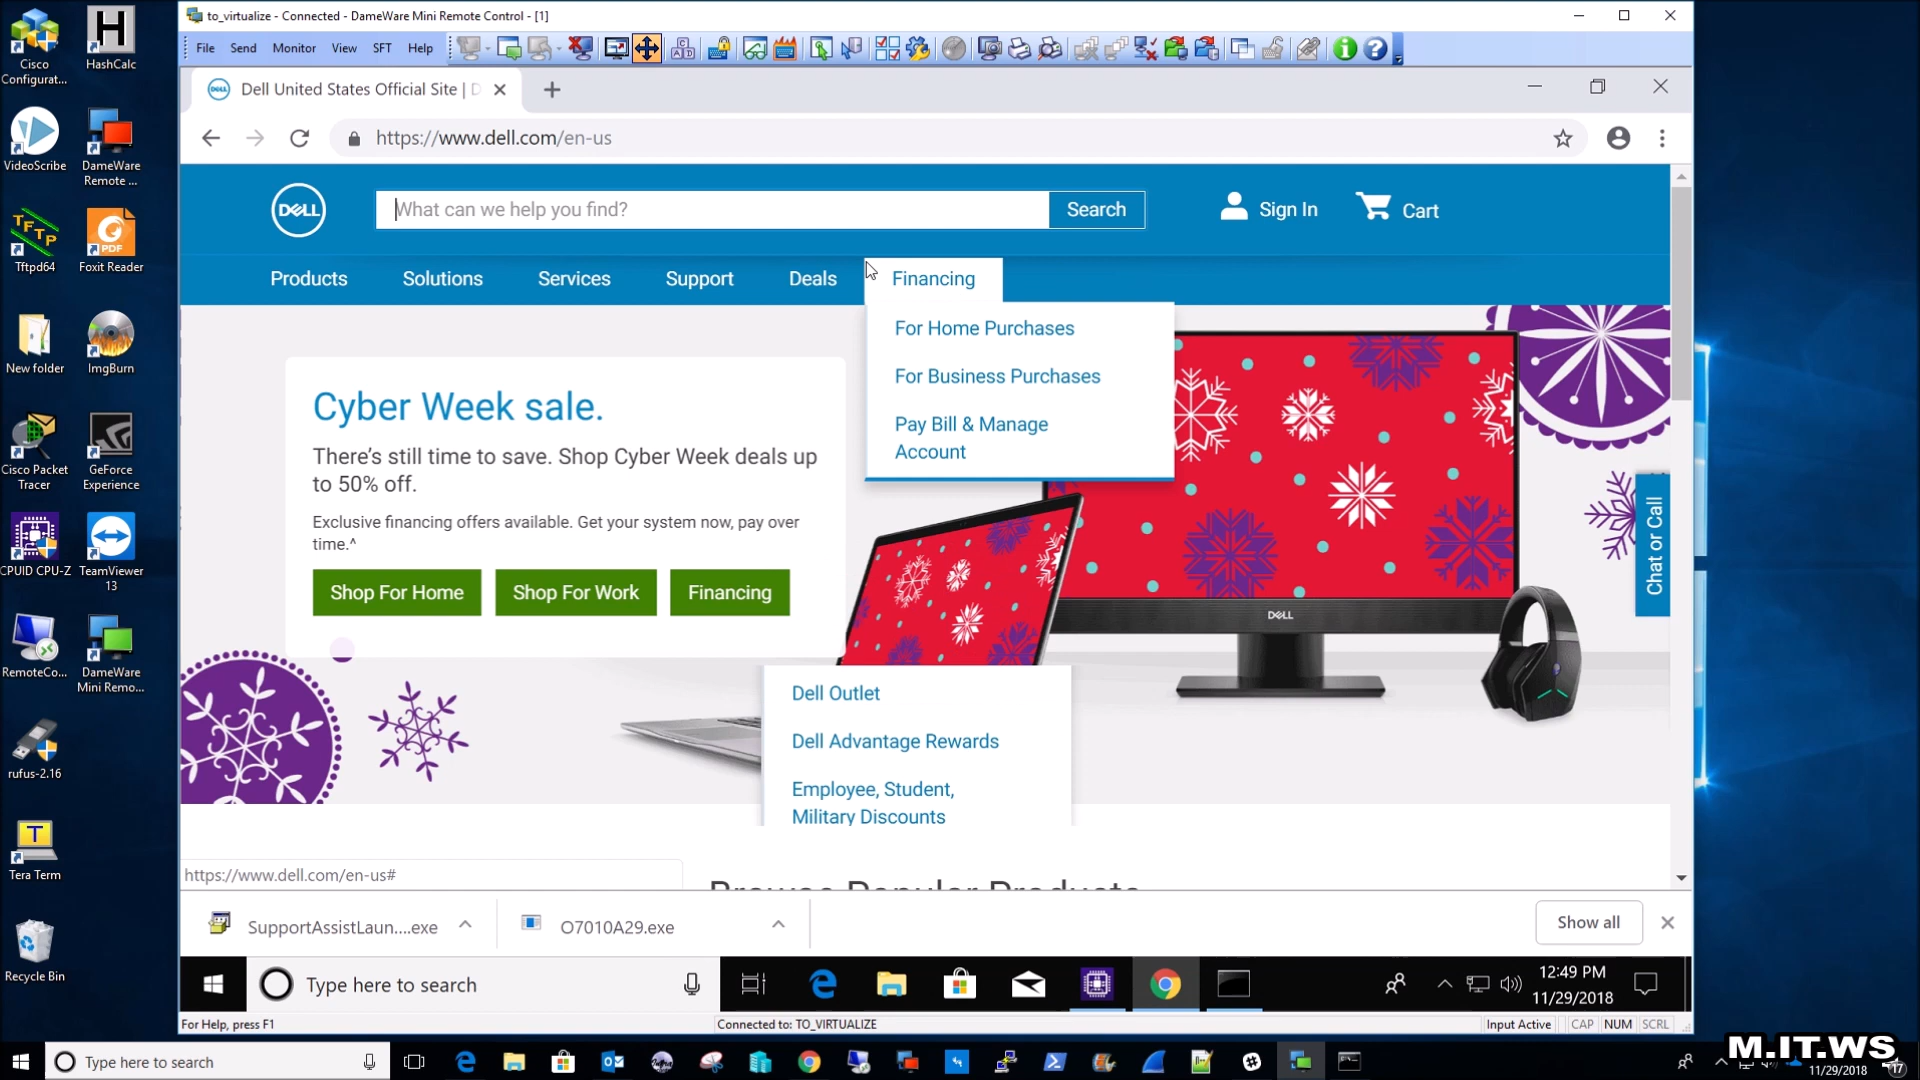 to_virtualize - Connected - DameWare Mini Remote Control - [1]
File Send Monitor View SFT Help
Dell United States Official Site | D
https://www.dell.com/en-us
DELL
What can we help you find?
Search
Sign In
Cart
Products Solutions Services Support Deals Financing
For Home Purchases
For Business Purchases
Pay Bill & Manage
Account
Cyber Week sale.
There's still time to save. Shop Cyber Week deals up
to 50% off.
Exclusive financing offers available. Get your system now, pay over
time.^
Shop For Home Shop For Work Financing
DELL
Chat or Call
Dell Outlet
Dell Advantage Rewards
Employee, Student,
Military Discounts
https://www.dell.com/en-us#
Browse Popular Products
SupportAssistLaun....exe
O7010A29.exe
Show all
Type here to search
12:49 PM
11/29/2018
For Help, press F1
Connected to: TO_VIRTUALIZE
Input Active CAP NUM SCRL
Cisco
Configurat...
HashCalc
VideoScribe
DameWare
Remote ...
TFTP
Tftpd64
PDF
Foxit Reader
New folder
ImgBurn
Cisco Packet
Tracer
GeForce
Experience
CPUID CPU-Z
TeamViewer
13
RemoteCo...
DameWare
Mini Remo...
rufus-2.16
Tera Term
Recycle Bin
Type here to search
M.IT.WS
11/29/2018
17